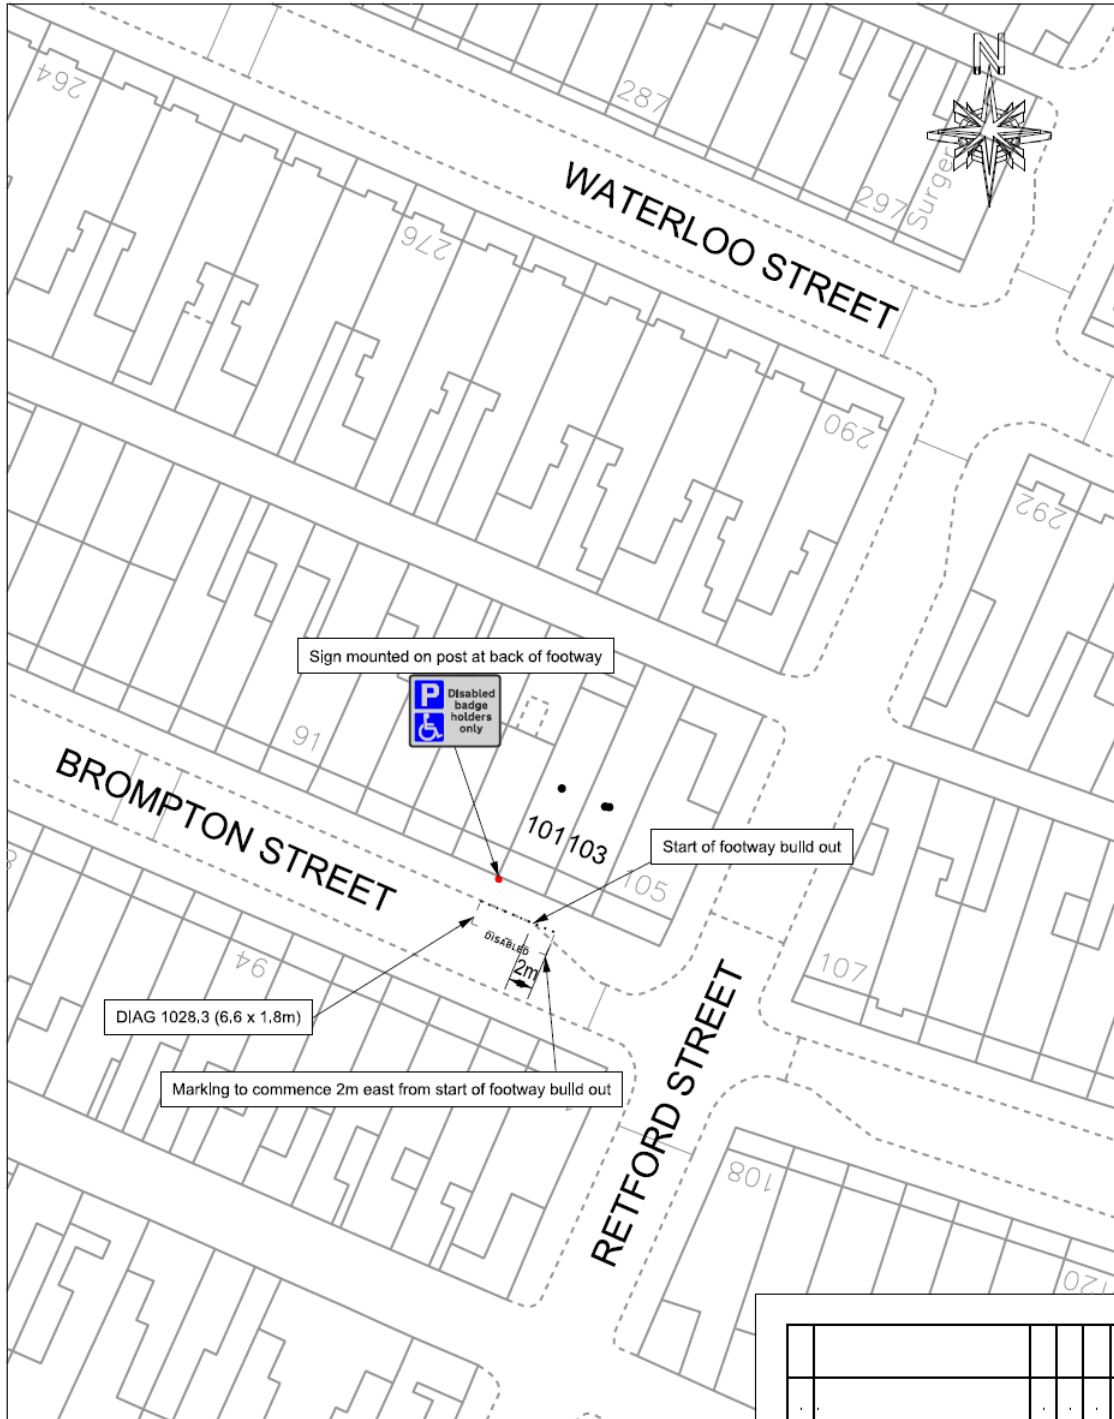 N
264
287
297
Surger
WATERLOO STREET
276
290
292
Sign mounted on post at back of footway
P
Disabled
badge
holders
only
91
BROMPTON STREET
101 103
Start of footway build out
105
DISABLED
2m
94
107
DIAG 1028.3 (6.6 x 1.8m)
Marking to commence 2m east from start of footway build out
RETFORD STREET
108
120